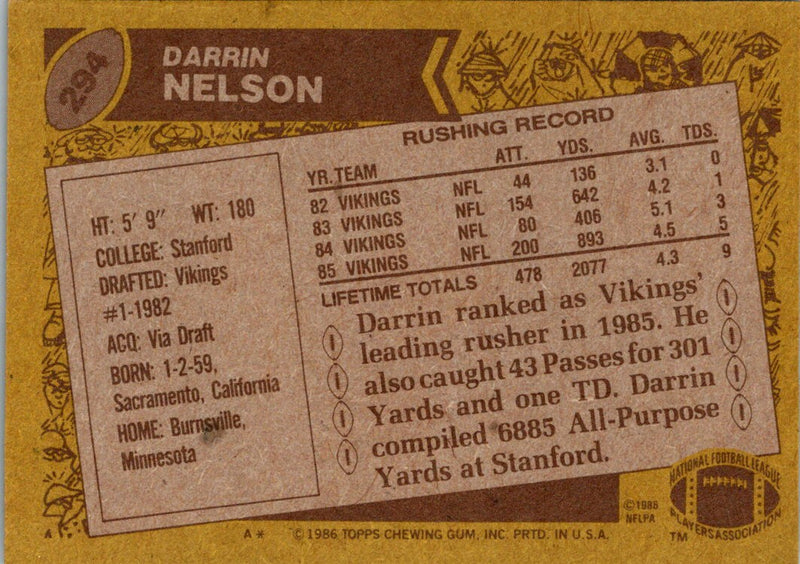 294
DARRIN
NELSON
RUSHING RECORD
YR. TEAM ATT. YDS. AVG. TDS.
82 VIKINGS NFL 44 136 3.1 0
83 VIKINGS NFL 154 642 4.2 1
84 VIKINGS NFL 80 406 5.1 3
85 VIKINGS NFL 200 893 4.5 5
LIFETIME TOTALS 478 2077 4.3 9
HT: 5' 9" WT: 180
COLLEGE: Stanford
DRAFTED: Vikings
#1-1982
ACQ: Via Draft
BORN: 1-2-59,
Sacramento, California
HOME: Burnsville,
Minnesota
Darrin ranked as Vikings'
leading rusher in 1985. He
also caught 43 Passes for 301
Yards and one TD. Darrin
compiled 6885 All-Purpose
Yards at Stanford.
©1986
NFLPA
NATIONAL FOOTBALL LEAGUE
PLAYERS ASSOCIATION
TM
A
A* © 1986 TOPPS CHEWING GUM, INC. PRTD. IN U.S.A.